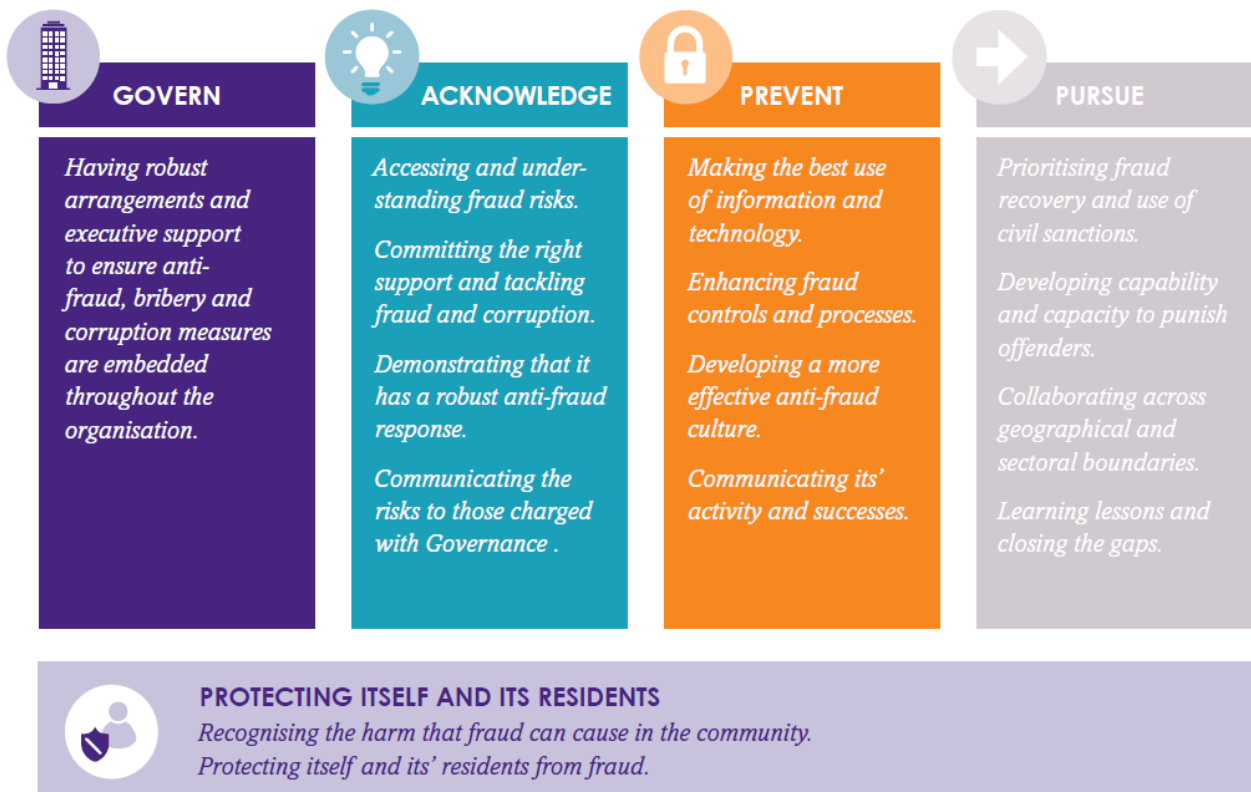 GOVERN
Having robust
arrangements and
executive support
to ensure anti-
fraud, bribery and
corruption measures
are embedded
throughout the
organisation.
ACKNOWLEDGE
Accessing and under-
standing fraud risks.
Committing the right
support and tackling
fraud and corruption.
Demonstrating that it
has a robust anti-fraud
response.
Communicating the
risks to those charged
with Governance .
PREVENT
Making the best use
of information and
technology.
Enhancing fraud
controls and processes.
Developing a more
effective anti-fraud
culture.
Communicating its’
activity and successes.
PURSUE
Prioritising fraud
recovery and use of
civil sanctions.
Developing capability
and capacity to punish
offenders.
Collaborating across
geographical and
sectoral boundaries.
Learning lessons and
closing the gaps.
PROTECTING ITSELF AND ITS RESIDENTS
Recognising the harm that fraud can cause in the community.
Protecting itself and its’ residents from fraud.